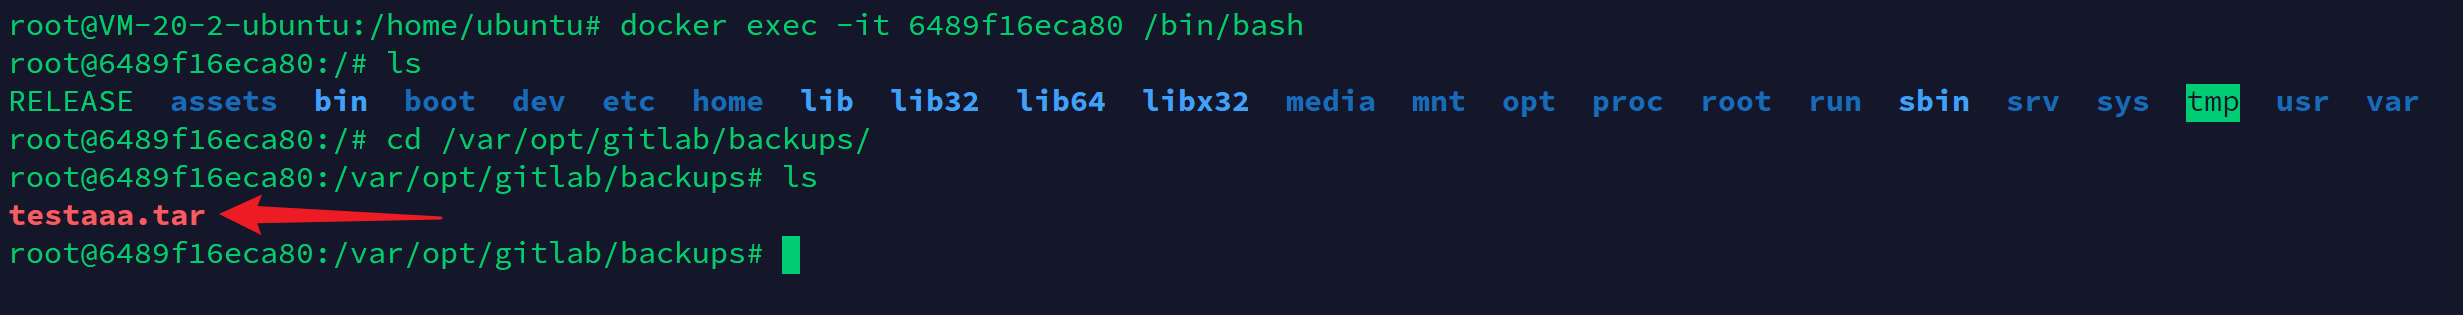 root@VM-20-2-ubuntu:/home/ubuntu# docker exec -it 6489f16eca80 /bin/bash
root@6489f16eca80:/# ls
RELEASE assets bin boot dev etc home lib lib32 lib64 libx32 media mnt opt proc root run sbin srv sys tmp usr var
root@6489f16eca80:/# cd /var/opt/gitlab/backups/
root@6489f16eca80:/var/opt/gitlab/backups# ls
testaaa.tar
root@6489f16eca80:/var/opt/gitlab/backups#